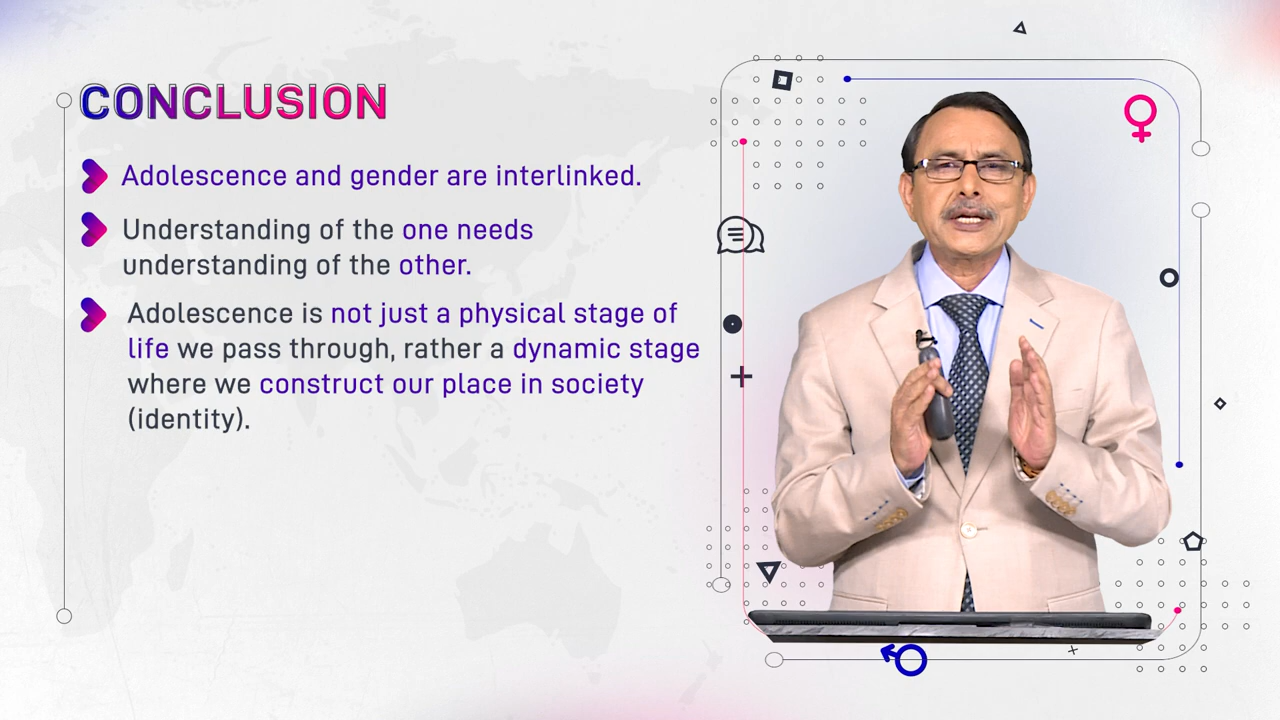 CONCLUSION
Adolescence and gender are interlinked.
Understanding of the one needs
understanding of the other.
Adolescence is not just a physical stage of
life we pass through, rather a dynamic stage
where we construct our place in society
(identity).